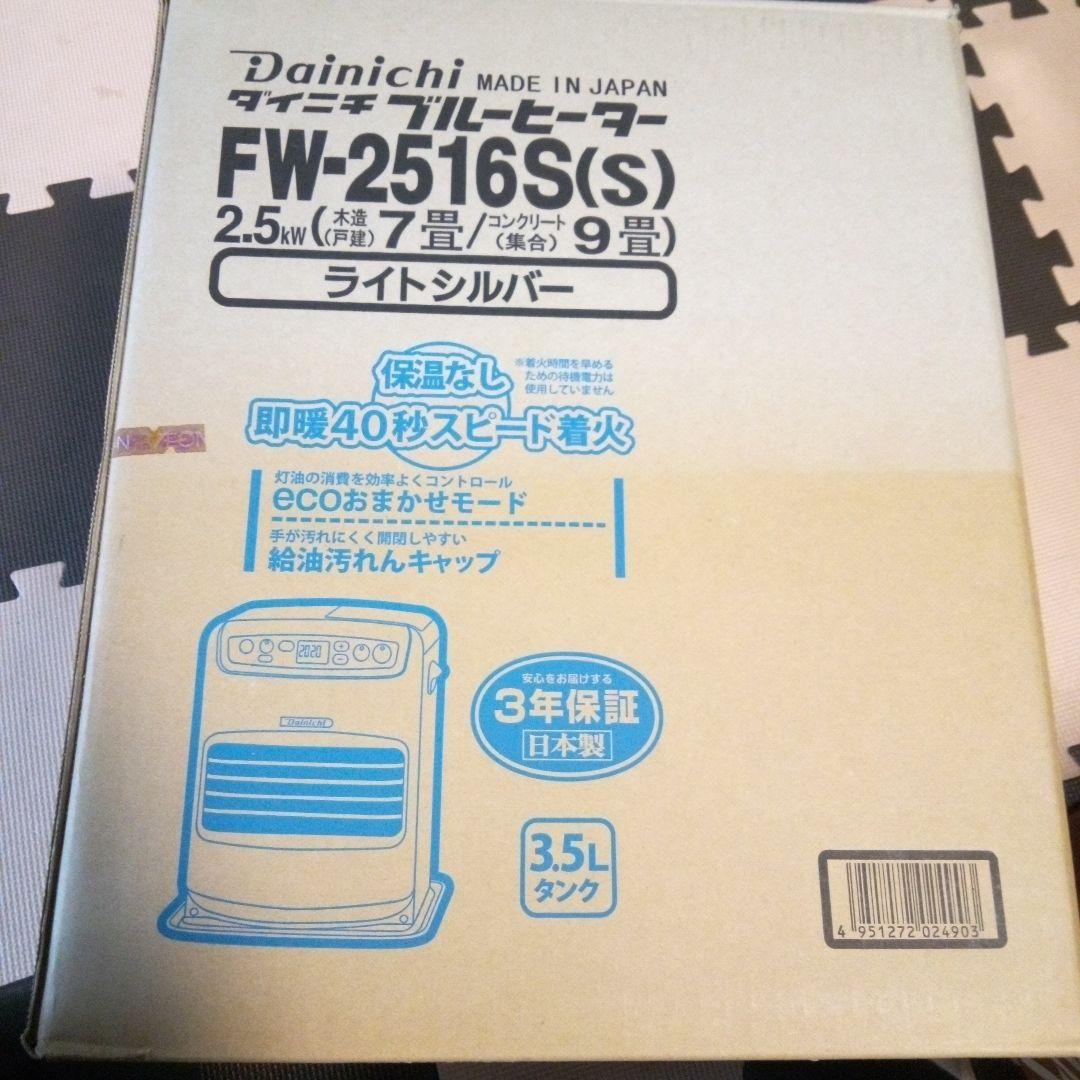 Dainichi MADE IN JAPAN
ダイニチ ブルーヒーター
FW-2516S(S)
2.5kW(木造(戸建)7畳/コンクリート(集合)9畳)
ライトシルバー
保温なし
※着火時間を早める
ための待機電力は
使用していません
即暖40秒スピード着火
灯油の消費を効率よくコントロール
ecoおまかせモード
手が汚れにくく開閉しやすい
給油汚れんキャップ
2020
Dainichi
安心をお届けする
3年保証
日本製
3.5L
タンク
4 951272 024903